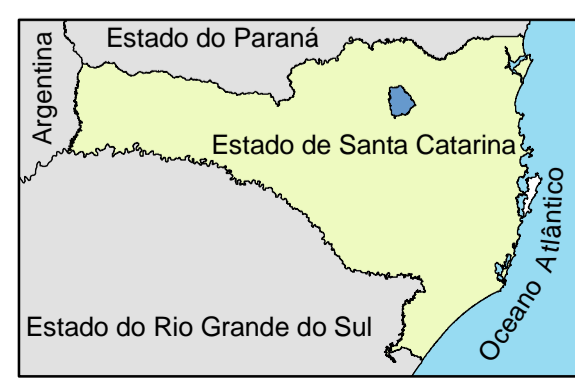 Estado do Paraná
Argentina
Estado de Santa Catarina
Oceano Atlântico
Estado do Rio Grande do Sul